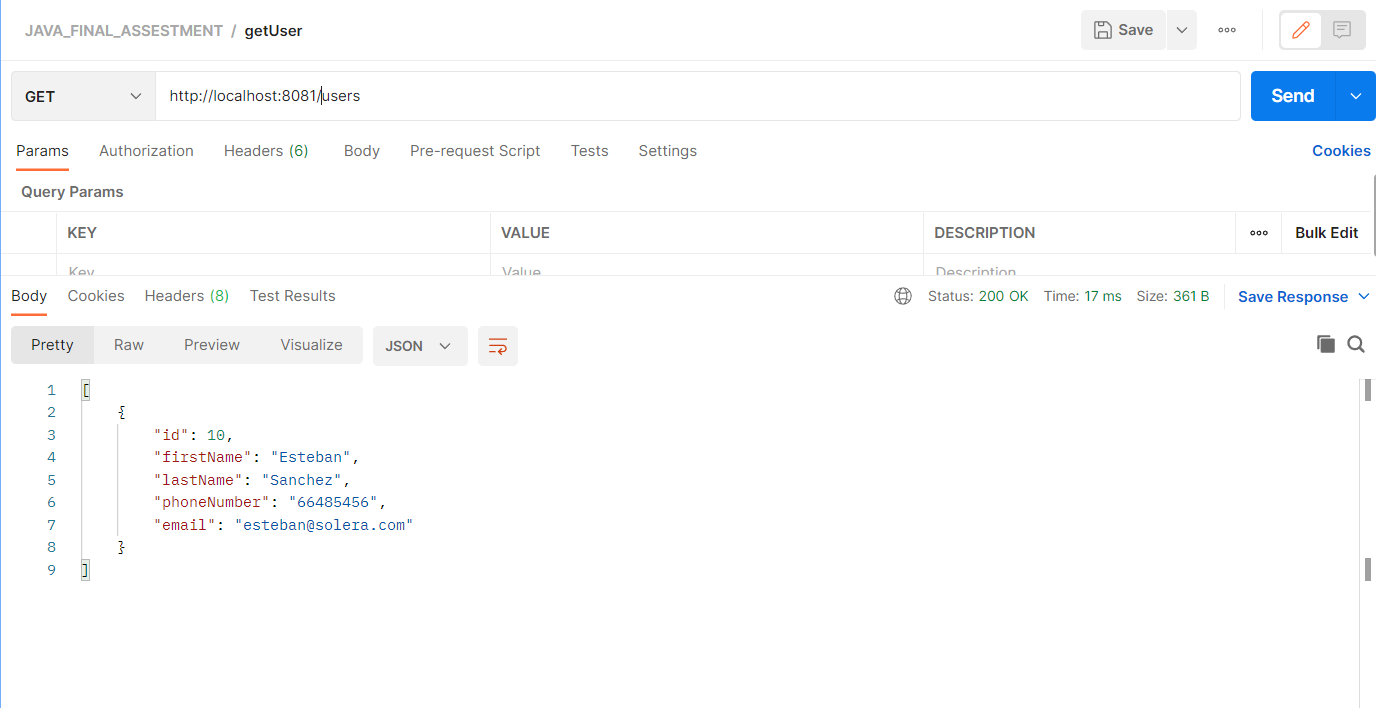 JAVA_FINAL_ASSESTMENT / getUser
Save
GET
http://localhost:8081/users
Send
Params Authorization Headers (6) Body Pre-request Script Tests Settings Cookies
Query Params
KEY VALUE DESCRIPTION Bulk Edit
Key Value Description
Body Cookies Headers (8) Test Results Status: 200 OK Time: 17 ms Size: 361 B Save Response
Pretty Raw Preview Visualize JSON
1 [
2 {
3 "id": 10,
4 "firstName": "Esteban",
5 "lastName": "Sanchez",
6 "phoneNumber": "66485456",
7 "email": "esteban@solera.com"
8 }
9 ]